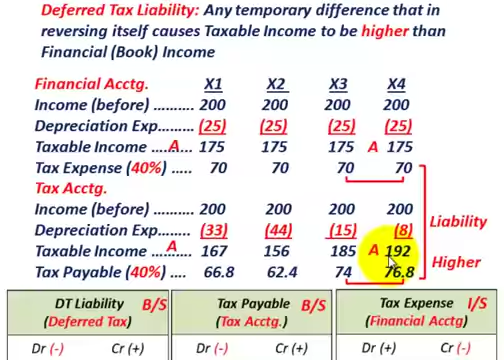 Deferred Tax Liability: Any temporary difference that in
reversing itself causes Taxable Income to be higher than
Financial (Book) Income
Financial Acctg. X1 X2 X3 X4
Income (before) .......... 200 200 200 200
Depreciation Exp......... (25) (25) (25) (25)
Taxable Income ....A... 175 175 175 A 175
Tax Expense (40%) ..... 70 70 70 70
Tax Acctg.
Income (before) .......... 200 200 200 200
Depreciation Exp......... (33) (44) (15) (8)
Taxable Income .....A... 167 156 185 A 192
Tax Payable (40%) ..... 66.8 62.4 74 76.8
Liability
Higher
DT Liability B/S Tax Payable B/S Tax Expense I/S
(Deferred Tax) (Tax Acctg.) (Financial Acctg)
Dr (-) Cr (+) Dr (-) Cr (+) Dr (+) Cr (-)